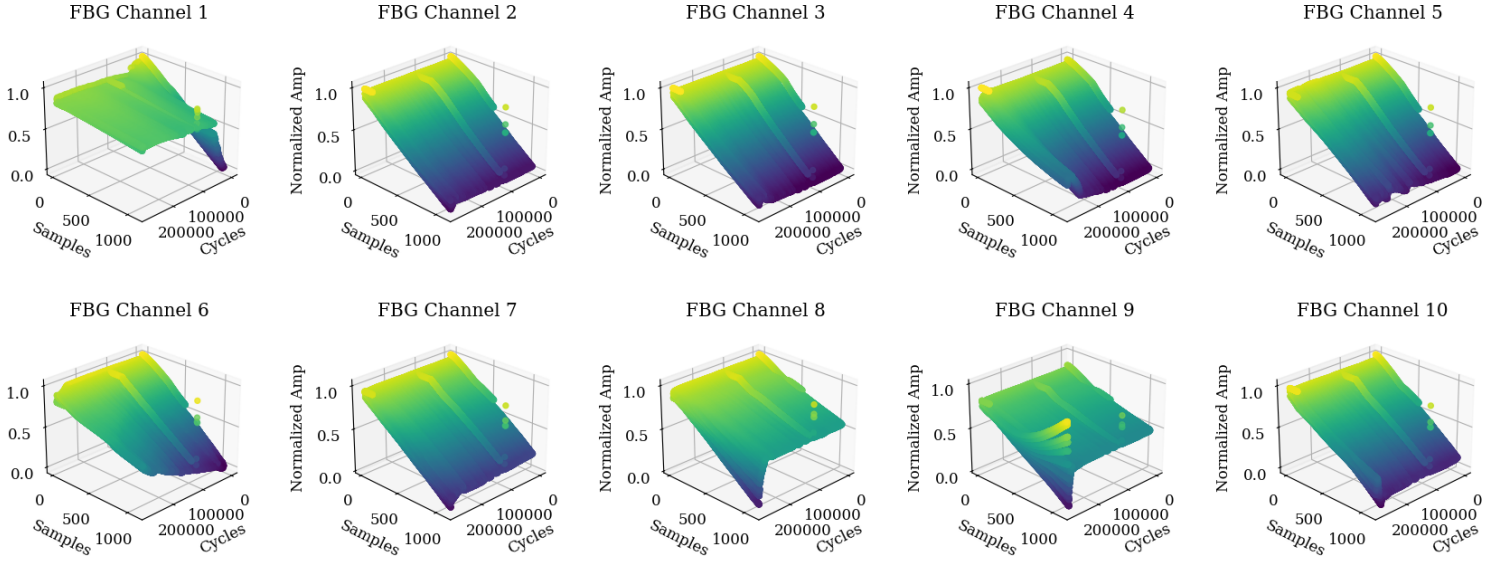 FBG Channel 1
FBG Channel 2
FBG Channel 3
FBG Channel 4
FBG Channel 5
1.0
0.5
0.0
0
500
1000
Samples
200000
100000
0
Cycles
Normalized Amp
1.0
0.5
0.0
0
500
1000
Samples
200000
100000
0
Cycles
Normalized Amp
1.0
0.5
0.0
0
500
1000
Samples
200000
100000
0
Cycles
Normalized Amp
1.0
0.5
0.0
0
500
1000
Samples
200000
100000
0
Cycles
Normalized Amp
1.0
0.5
0.0
0
500
1000
Samples
200000
100000
0
Cycles
FBG Channel 6
FBG Channel 7
FBG Channel 8
FBG Channel 9
FBG Channel 10
1.0
0.5
0.0
0
500
1000
Samples
200000
100000
0
Cycles
Normalized Amp
1.0
0.5
0.0
0
500
1000
Samples
200000
100000
0
Cycles
Normalized Amp
1.0
0.5
0.0
0
500
1000
Samples
200000
100000
0
Cycles
Normalized Amp
1.0
0.5
0.0
0
500
1000
Samples
200000
100000
0
Cycles
Normalized Amp
1.0
0.5
0.0
0
500
1000
Samples
200000
100000
0
Cycles